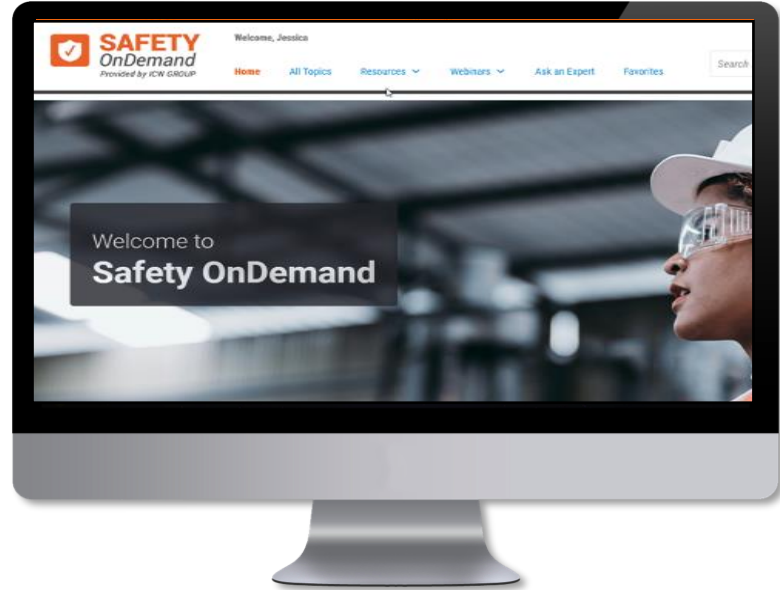 SAFETY
OnDemand
Provided by ICW GROUP
Welcome, Jessica
Home All Topics Resources Webinars Ask an Expert Favorites
Search
Welcome to
Safety OnDemand